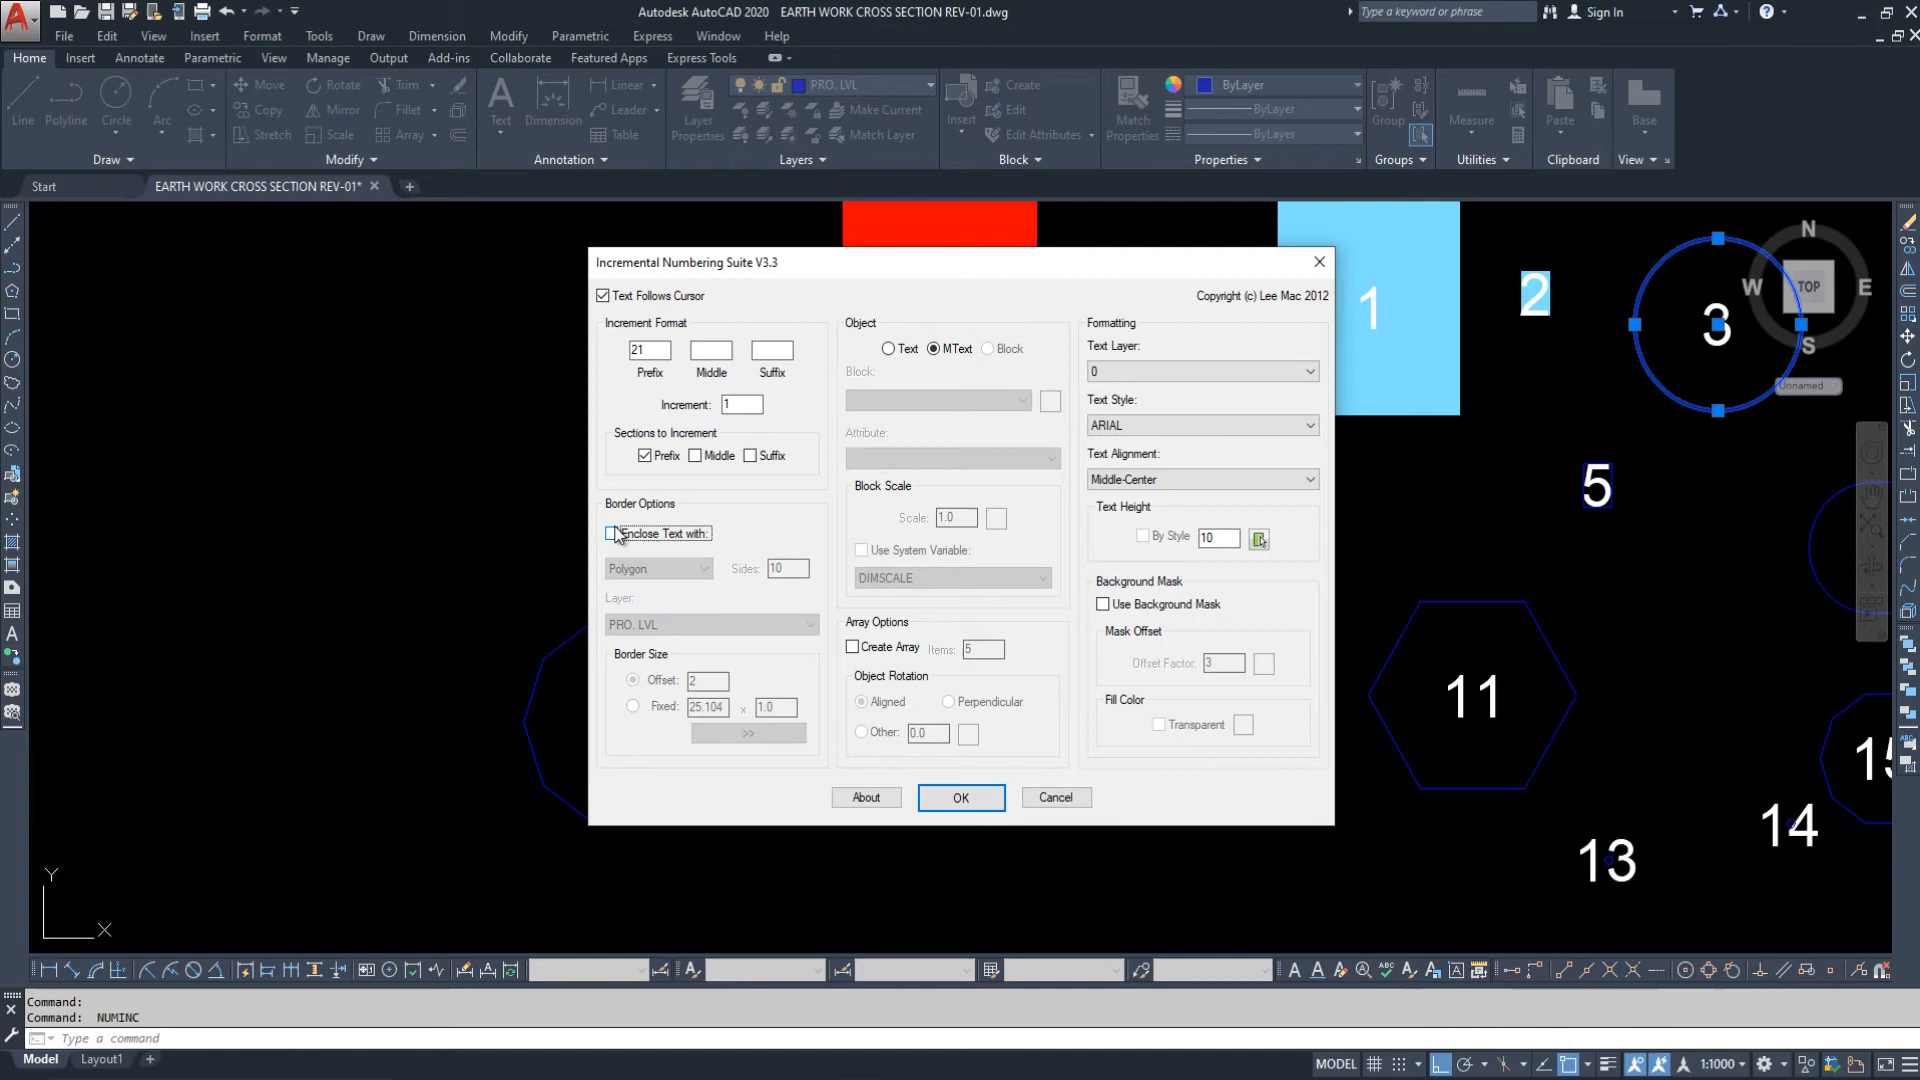 Autodesk AutoCAD 2020 EARTH WORK CROSS SECTION REV-01.dwg
Type a keyword or phrase
Sign In
File Edit View Insert Format Tools Draw Dimension Modify Parametric Express Window Help
Home Insert Annotate Parametric View Manage Output Add-ins Collaborate Featured Apps Express Tools
Line Polyline Circle Arc
Draw
Move Rotate Trim
Copy Mirror Fillet
Stretch Scale Array
Modify
Text Dimension
Linear
Leader
Table
Annotation
Layer Properties
PRO. LVL
Make Current
Match Layer
Layers
Insert
Create
Edit
Edit Attributes
Block
Match Properties
ByLayer
ByLayer
ByLayer
Properties
Group
Groups
Measure
Utilities
Paste
Clipboard
Base
View
Start
EARTH WORK CROSS SECTION REV-01*
Incremental Numbering Suite V3.3
Text Follows Cursor
Copyright (c) Lee Mac 2012
Increment Format
21
Prefix Middle Suffix
Increment: 1
Sections to Increment
Prefix Middle Suffix
Border Options
Enclose Text with:
Polygon Sides: 10
Layer:
PRO. LVL
Border Size
Offset: 2
Fixed: 25.104 x 1.0
>>
Object
Text MText Block
Block:
Attribute:
Block Scale
Scale: 1.0
Use System Variable:
DIMSCALE
Array Options
Create Array Items: 5
Object Rotation
Aligned Perpendicular
Other: 0.0
Formatting
Text Layer:
0
Text Style:
ARIAL
Text Alignment:
Middle-Center
Text Height
By Style 10
Background Mask
Use Background Mask
Mask Offset
Offset Factor: 3
Fill Color
Transparent
About OK Cancel
1
2
3
5
11
13
14
15
N
W TOP E
S
Unnamed
Y
X
Command:
Command: NUMINC
Type a command
Model Layout1
MODEL
1:1000